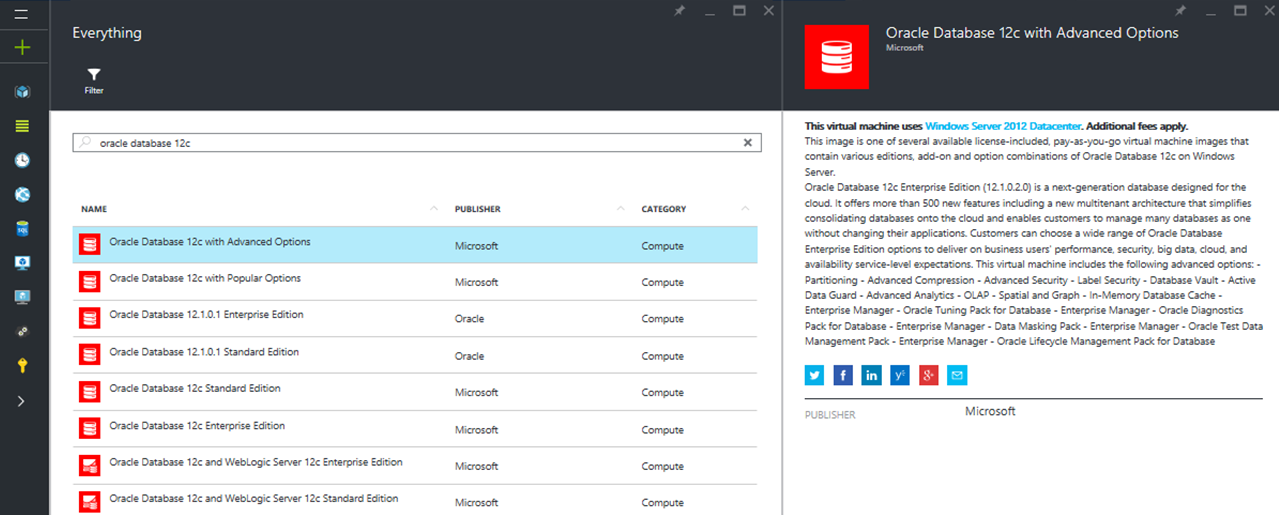 Everything
Filter
oracle database 12c
NAME PUBLISHER CATEGORY
Oracle Database 12c with Advanced Options Microsoft Compute
Oracle Database 12c with Popular Options Microsoft Compute
Oracle Database 12.1.0.1 Enterprise Edition Oracle Compute
Oracle Database 12.1.0.1 Standard Edition Oracle Compute
Oracle Database 12c Standard Edition Microsoft Compute
Oracle Database 12c Enterprise Edition Microsoft Compute
Oracle Database 12c and WebLogic Server 12c Enterprise Edition Microsoft Compute
Oracle Database 12c and WebLogic Server 12c Standard Edition Microsoft Compute
Oracle Database 12c with Advanced Options
Microsoft
This virtual machine uses Windows Server 2012 Datacenter. Additional fees apply.
This image is one of several available license-included, pay-as-you-go virtual machine images that
contain various editions, add-on and option combinations of Oracle Database 12c on Windows
Server.
Oracle Database 12c Enterprise Edition (12.1.0.2.0) is a next-generation database designed for the
cloud. It offers more than 500 new features including a new multitenant architecture that simplifies
consolidating databases onto the cloud and enables customers to manage many databases as one
without changing their applications. Customers can choose a wide range of Oracle Database
Enterprise Edition options to deliver on business users' performance, security, big data, cloud, and
availability service-level expectations. This virtual machine includes the following advanced options: -
Partitioning - Advanced Compression - Advanced Security - Label Security - Database Vault - Active
Data Guard - Advanced Analytics - OLAP - Spatial and Graph - In-Memory Database Cache -
Enterprise Manager - Oracle Tuning Pack for Database - Enterprise Manager - Oracle Diagnostics
Pack for Database - Enterprise Manager - Data Masking Pack - Enterprise Manager - Oracle Test Data
Management Pack - Enterprise Manager - Oracle Lifecycle Management Pack for Database
PUBLISHER Microsoft
SQL